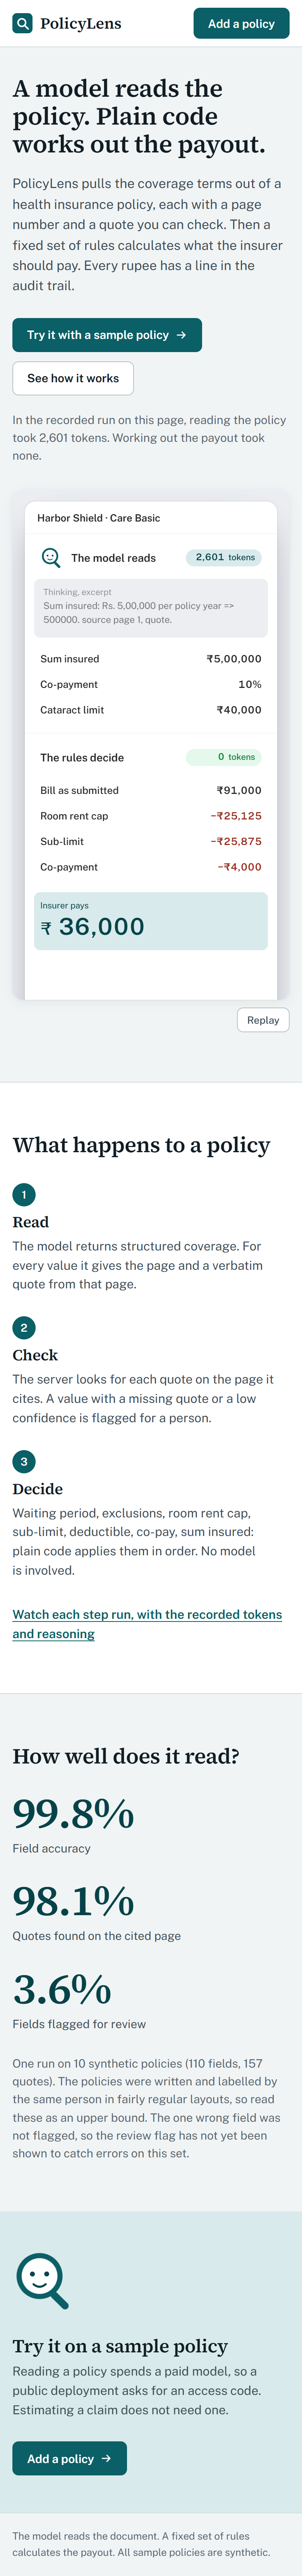 PolicyLens
Add a policy
A model reads the
policy. Plain code
works out the payout.
PolicyLens pulls the coverage terms out of a
health insurance policy, each with a page
number and a quote you can check. Then a
fixed set of rules calculates what the insurer
should pay. Every rupee has a line in the
audit trail.
Try it with a sample policy →
See how it works
In the recorded run on this page, reading the policy
took 2,601 tokens. Working out the payout took
none.
Harbor Shield · Care Basic
The model reads 2,601 tokens
Thinking, excerpt
Sum insured: Rs. 5,00,000 per policy year =>
500000. source page 1, quote.
Sum insured ₹5,00,000
Co-payment 10%
Cataract limit ₹40,000
The rules decide 0 tokens
Bill as submitted ₹91,000
Room rent cap −₹25,125
Sub-limit −₹25,875
Co-payment −₹4,000
Insurer pays
₹ 36,000
Replay
What happens to a policy
1
Read
The model returns structured coverage. For
every value it gives the page and a verbatim
quote from that page.
2
Check
The server looks for each quote on the page it
cites. A value with a missing quote or a low
confidence is flagged for a person.
3
Decide
Waiting period, exclusions, room rent cap,
sub-limit, deductible, co-pay, sum insured:
plain code applies them in order. No model
is involved.
Watch each step run, with the recorded tokens
and reasoning
How well does it read?
99.8%
Field accuracy
98.1%
Quotes found on the cited page
3.6%
Fields flagged for review
One run on 10 synthetic policies (110 fields, 157
quotes). The policies were written and labelled by
the same person in fairly regular layouts, so read
these as an upper bound. The one wrong field was
not flagged, so the review flag has not yet been
shown to catch errors on this set.
Try it on a sample policy
Reading a policy spends a paid model, so a
public deployment asks for an access code.
Estimating a claim does not need one.
Add a policy →
The model reads the document. A fixed set of rules
calculates the payout. All sample policies are synthetic.